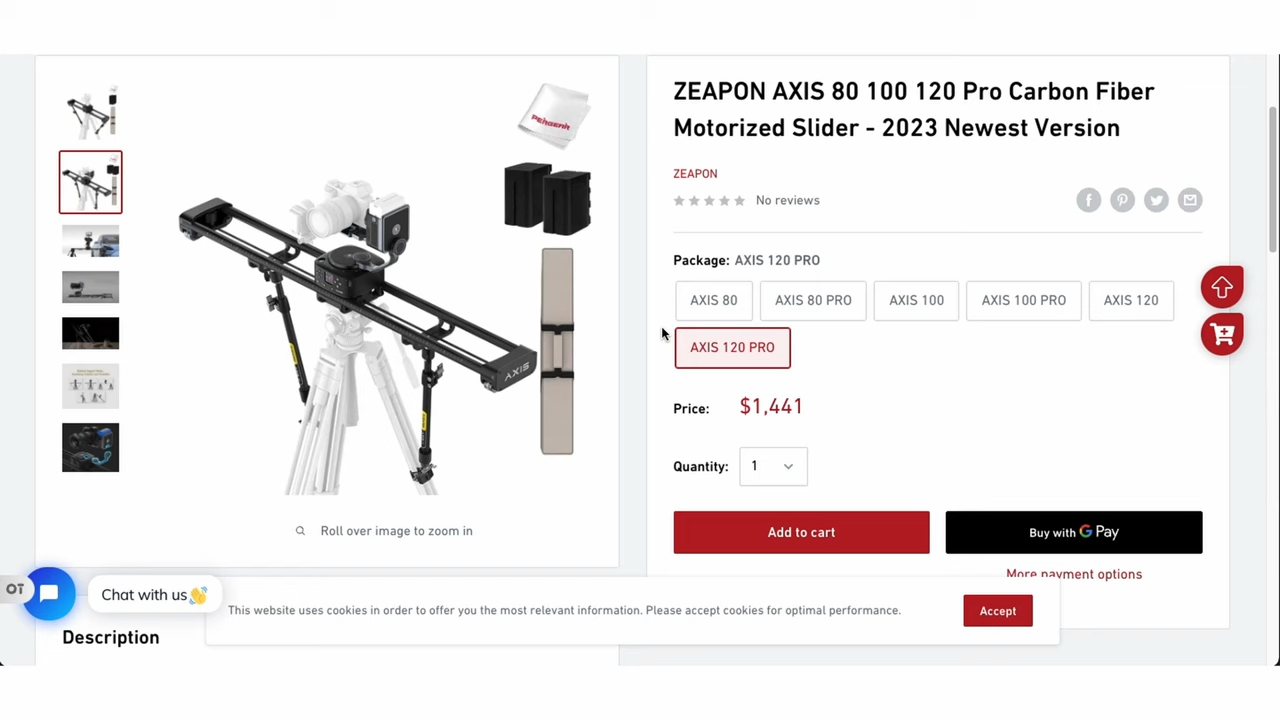 ZEAPON AXIS 80 100 120 Pro Carbon Fiber
Motorized Slider - 2023 Newest Version
ZEAPON
No reviews
Package: AXIS 120 PRO
AXIS 80
AXIS 80 PRO
AXIS 100
AXIS 100 PRO
AXIS 120
AXIS 120 PRO
Price: $1,441
Quantity: 1
Add to cart
Buy with G Pay
More payment options
PERGEAR
AXIS
Roll over image to zoom in
OT
Chat with us👋
This website uses cookies in order to offer you the most relevant information. Please accept cookies for optimal performance.
Accept
Description